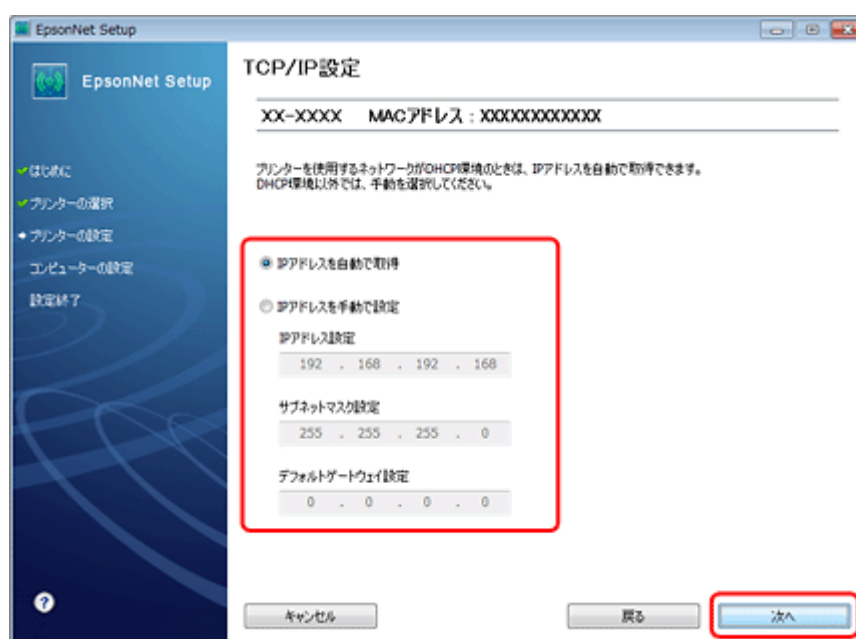 EpsonNet Setup
EpsonNet Setup
はじめに
プリンターの選択
プリンターの設定
コンピューターの設定
設定終了
TCP/IP設定
XX-XXXX MACアドレス : XXXXXXXXXXXX
プリンターを使用するネットワークがDHCP環境のときは、IPアドレスを自動で取得できます。
DHCP環境以外では、手動を選択してください。
IPアドレスを自動で取得
IPアドレスを手動で設定
IPアドレス設定
192 . 168 . 192 . 168
サブネットマスク設定
255 . 255 . 255 . 0
デフォルトゲートウェイ設定
0 . 0 . 0 . 0
?
キャンセル
戻る
次へ